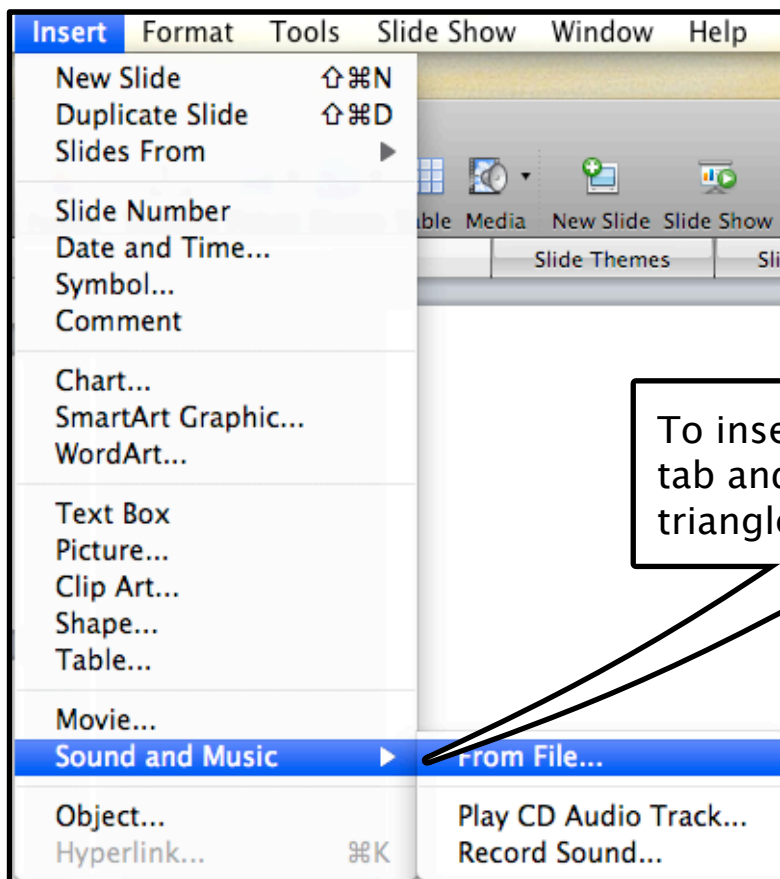 Insert Format Tools Slide Show Window Help
New Slide ⇧⌘N
Duplicate Slide ⇧⌘D
Slides From
Slide Number
Date and Time...
Symbol...
Comment
Chart...
SmartArt Graphic...
WordArt...
Text Box
Picture...
Clip Art...
Shape...
Table...
Movie...
Sound and Music
Object...
Hyperlink... ⌘K
From File...
Play CD Audio Track...
Record Sound...
Media New Slide Slide Show
Slide Themes
To
tab